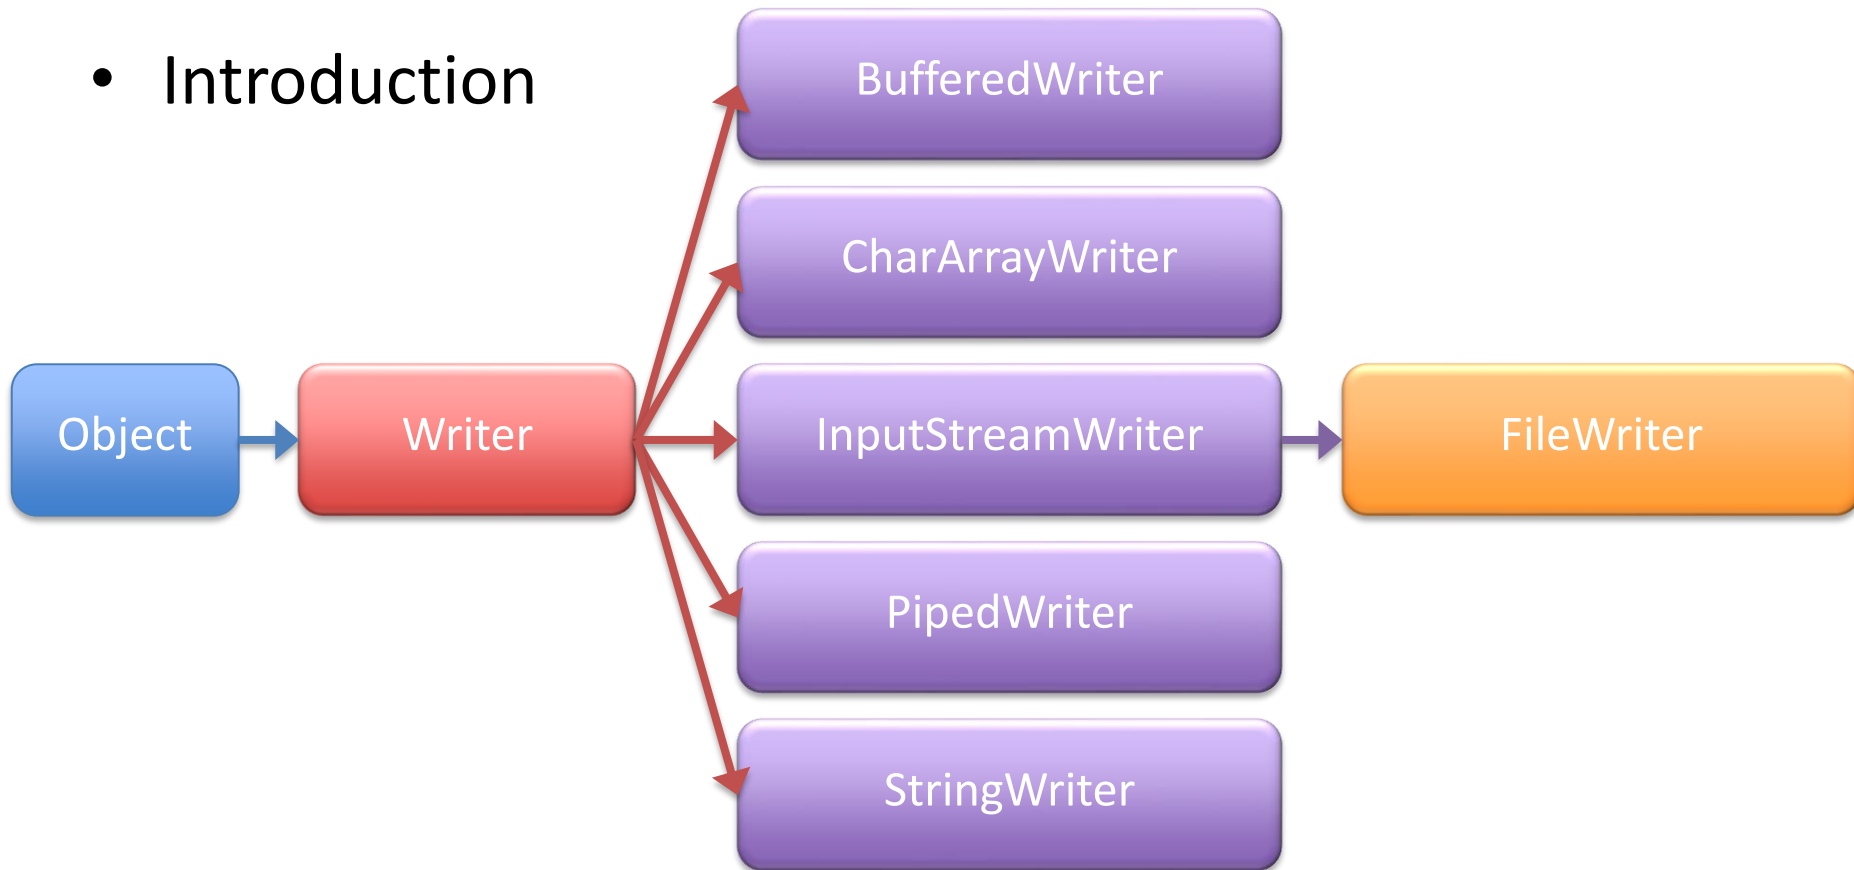 • Introduction
BufferedWriter
CharArrayWriter
Object
Writer
InputStreamWriter
FileWriter
PipedWriter
StringWriter